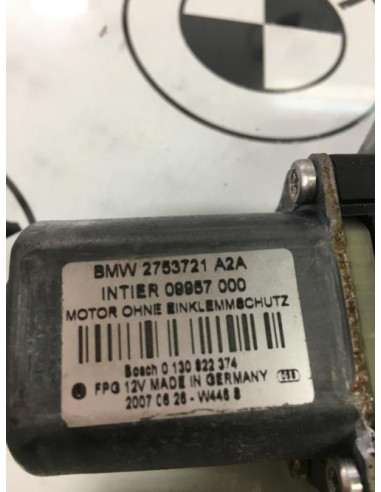 BMW 2753721 A2A
INTIER 09957 000
MOTOR OHNE EINKLEMMSCHUTZ
Bosch 0 130 822 374
FPG 12V MADE IN GERMANY
2007 06 26 - W446 8